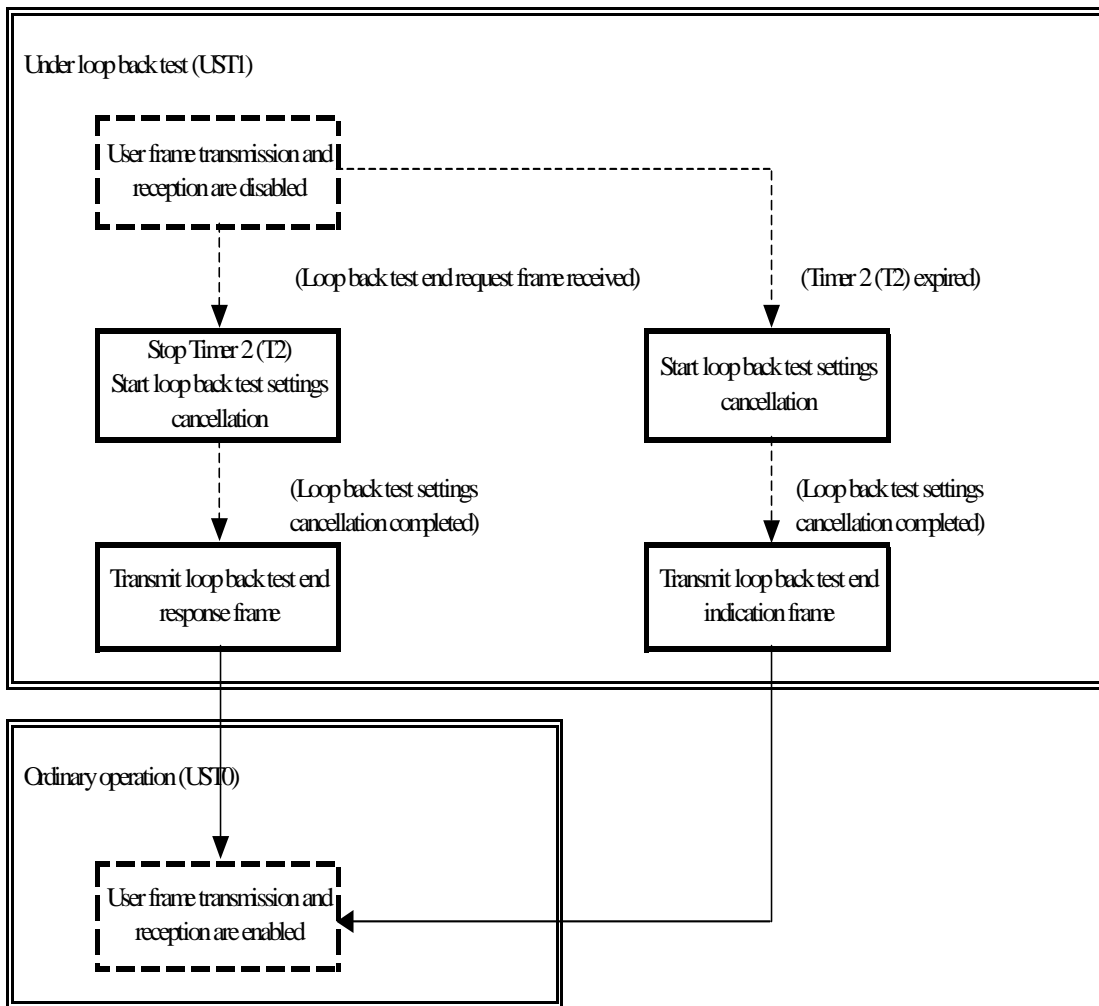 Under loop back test (UST1)
User frame transmission and
reception are disabled
(Loop back test end request frame received)
(Timer 2 (T2) expired)
Stop Timer 2 (T2)
Start loop back test settings
cancellation
Start loop back test settings
cancellation
(Loop back test settings
cancellation completed)
(Loop back test settings
cancellation completed)
Transmit loop back test end
response frame
Transmit loop back test end
indication frame
Ordinary operation (UST0)
User frame transmission and
reception are enabled